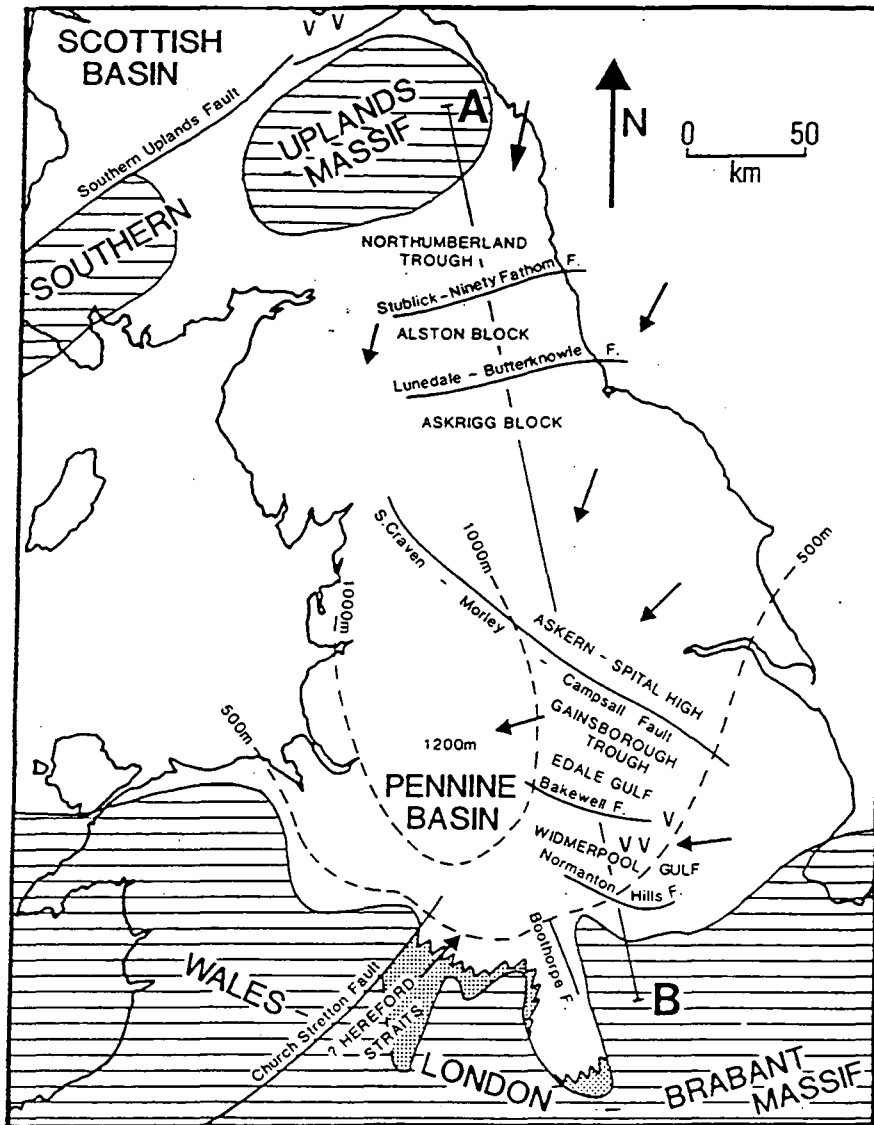 SCOTTISH
BASIN
V V
Southern Uplands Fault
UPLANDS
MASSIF
A
N
0 50
km
SOUTHERN
NORTHUMBERLAND
TROUGH
Stublick-Ninety Fathom F.
ALSTON BLOCK
Lunedale - Butterknowle F.
ASKRIGG BLOCK
S. Craven - Morley - Campsall Fault
1000m
1000m
500m
ASKERN - SPITAL HIGH
GAINSBOROUGH
TROUGH
500m
1200m
EDALE GULF
PENNINE
BASIN
Bakewell F.
V
V V
WIDMERPOOL GULF
Normanton Hills F.
Boothorpe F.
WALES -
Church Stretton Fault
? HEREFORD
STRAITS
B
LONDON - BRABANT
MASSIF